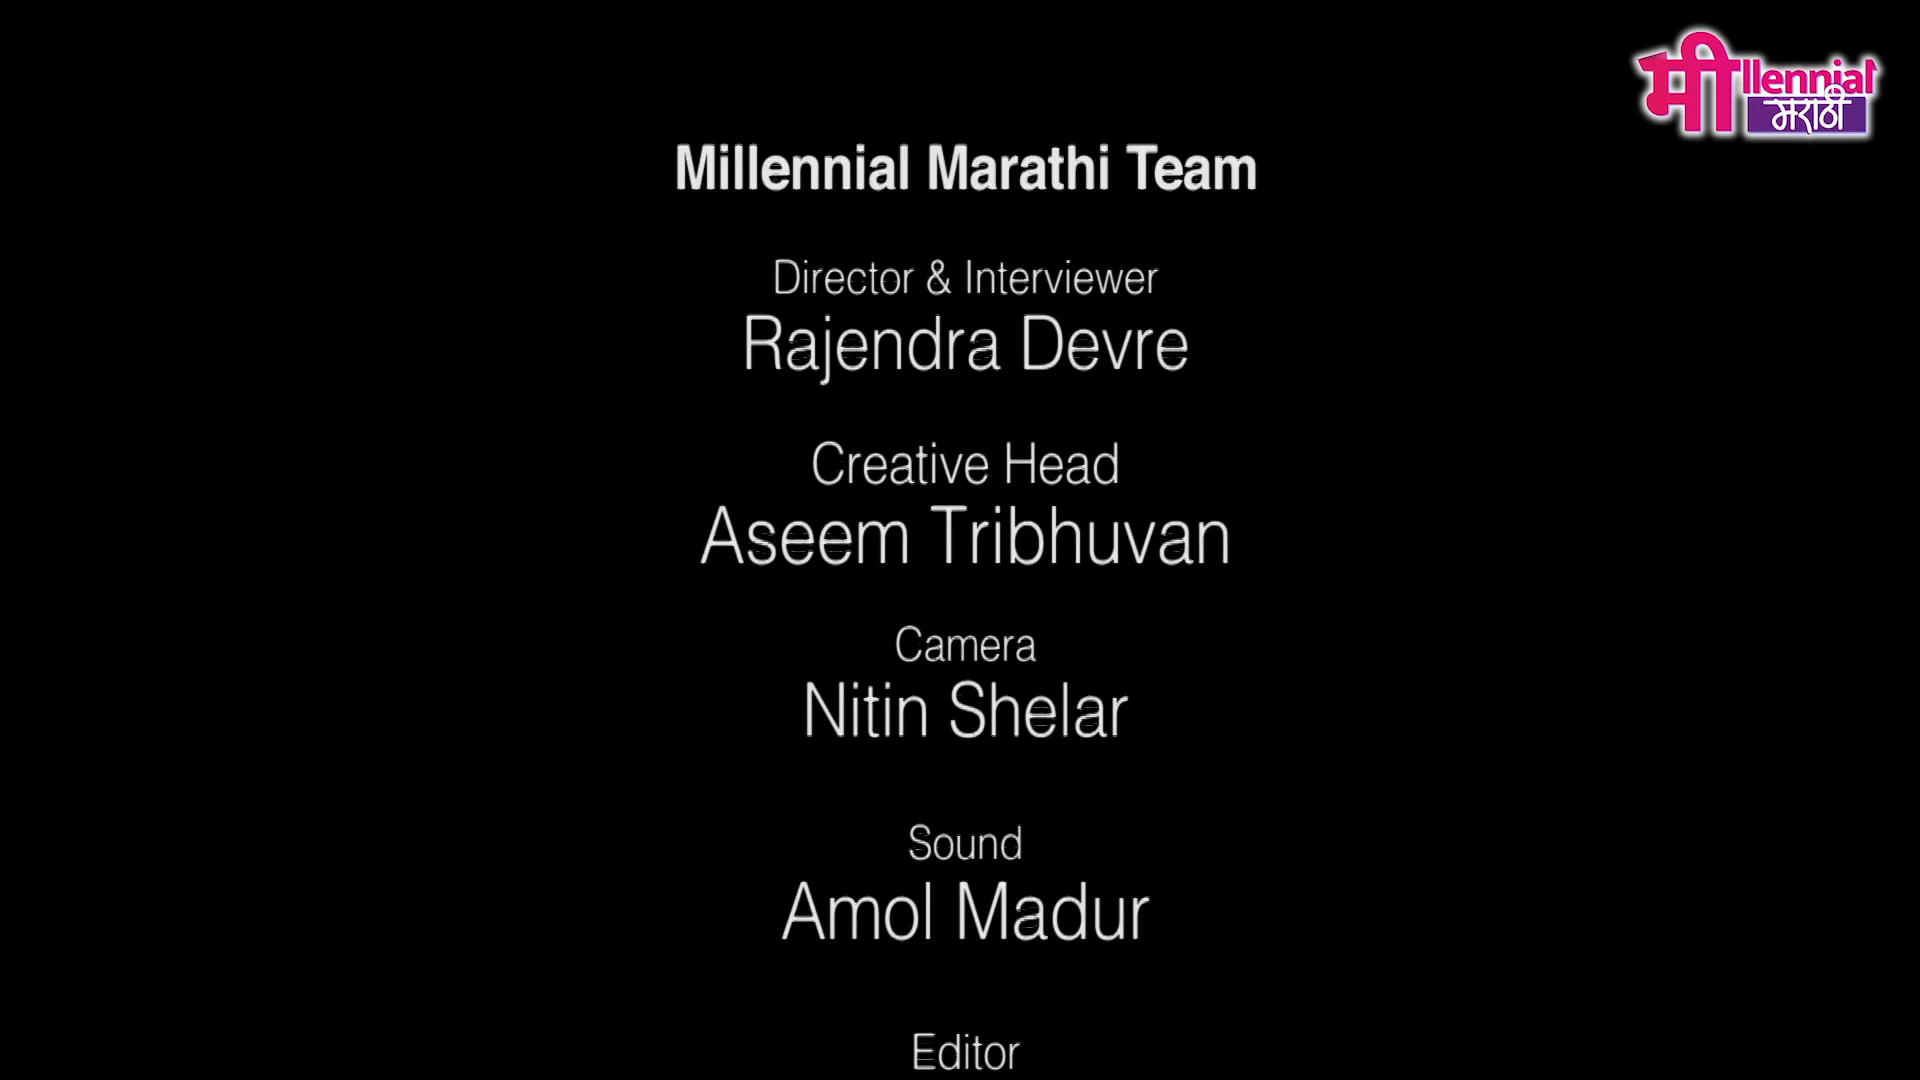 मीllennial
मराठी
Millennial Marathi Team
Director & Interviewer
Rajendra Devre
Creative Head
Aseem Tribhuvan
Camera
Nitin Shelar
Sound
Amol Madur
Editor